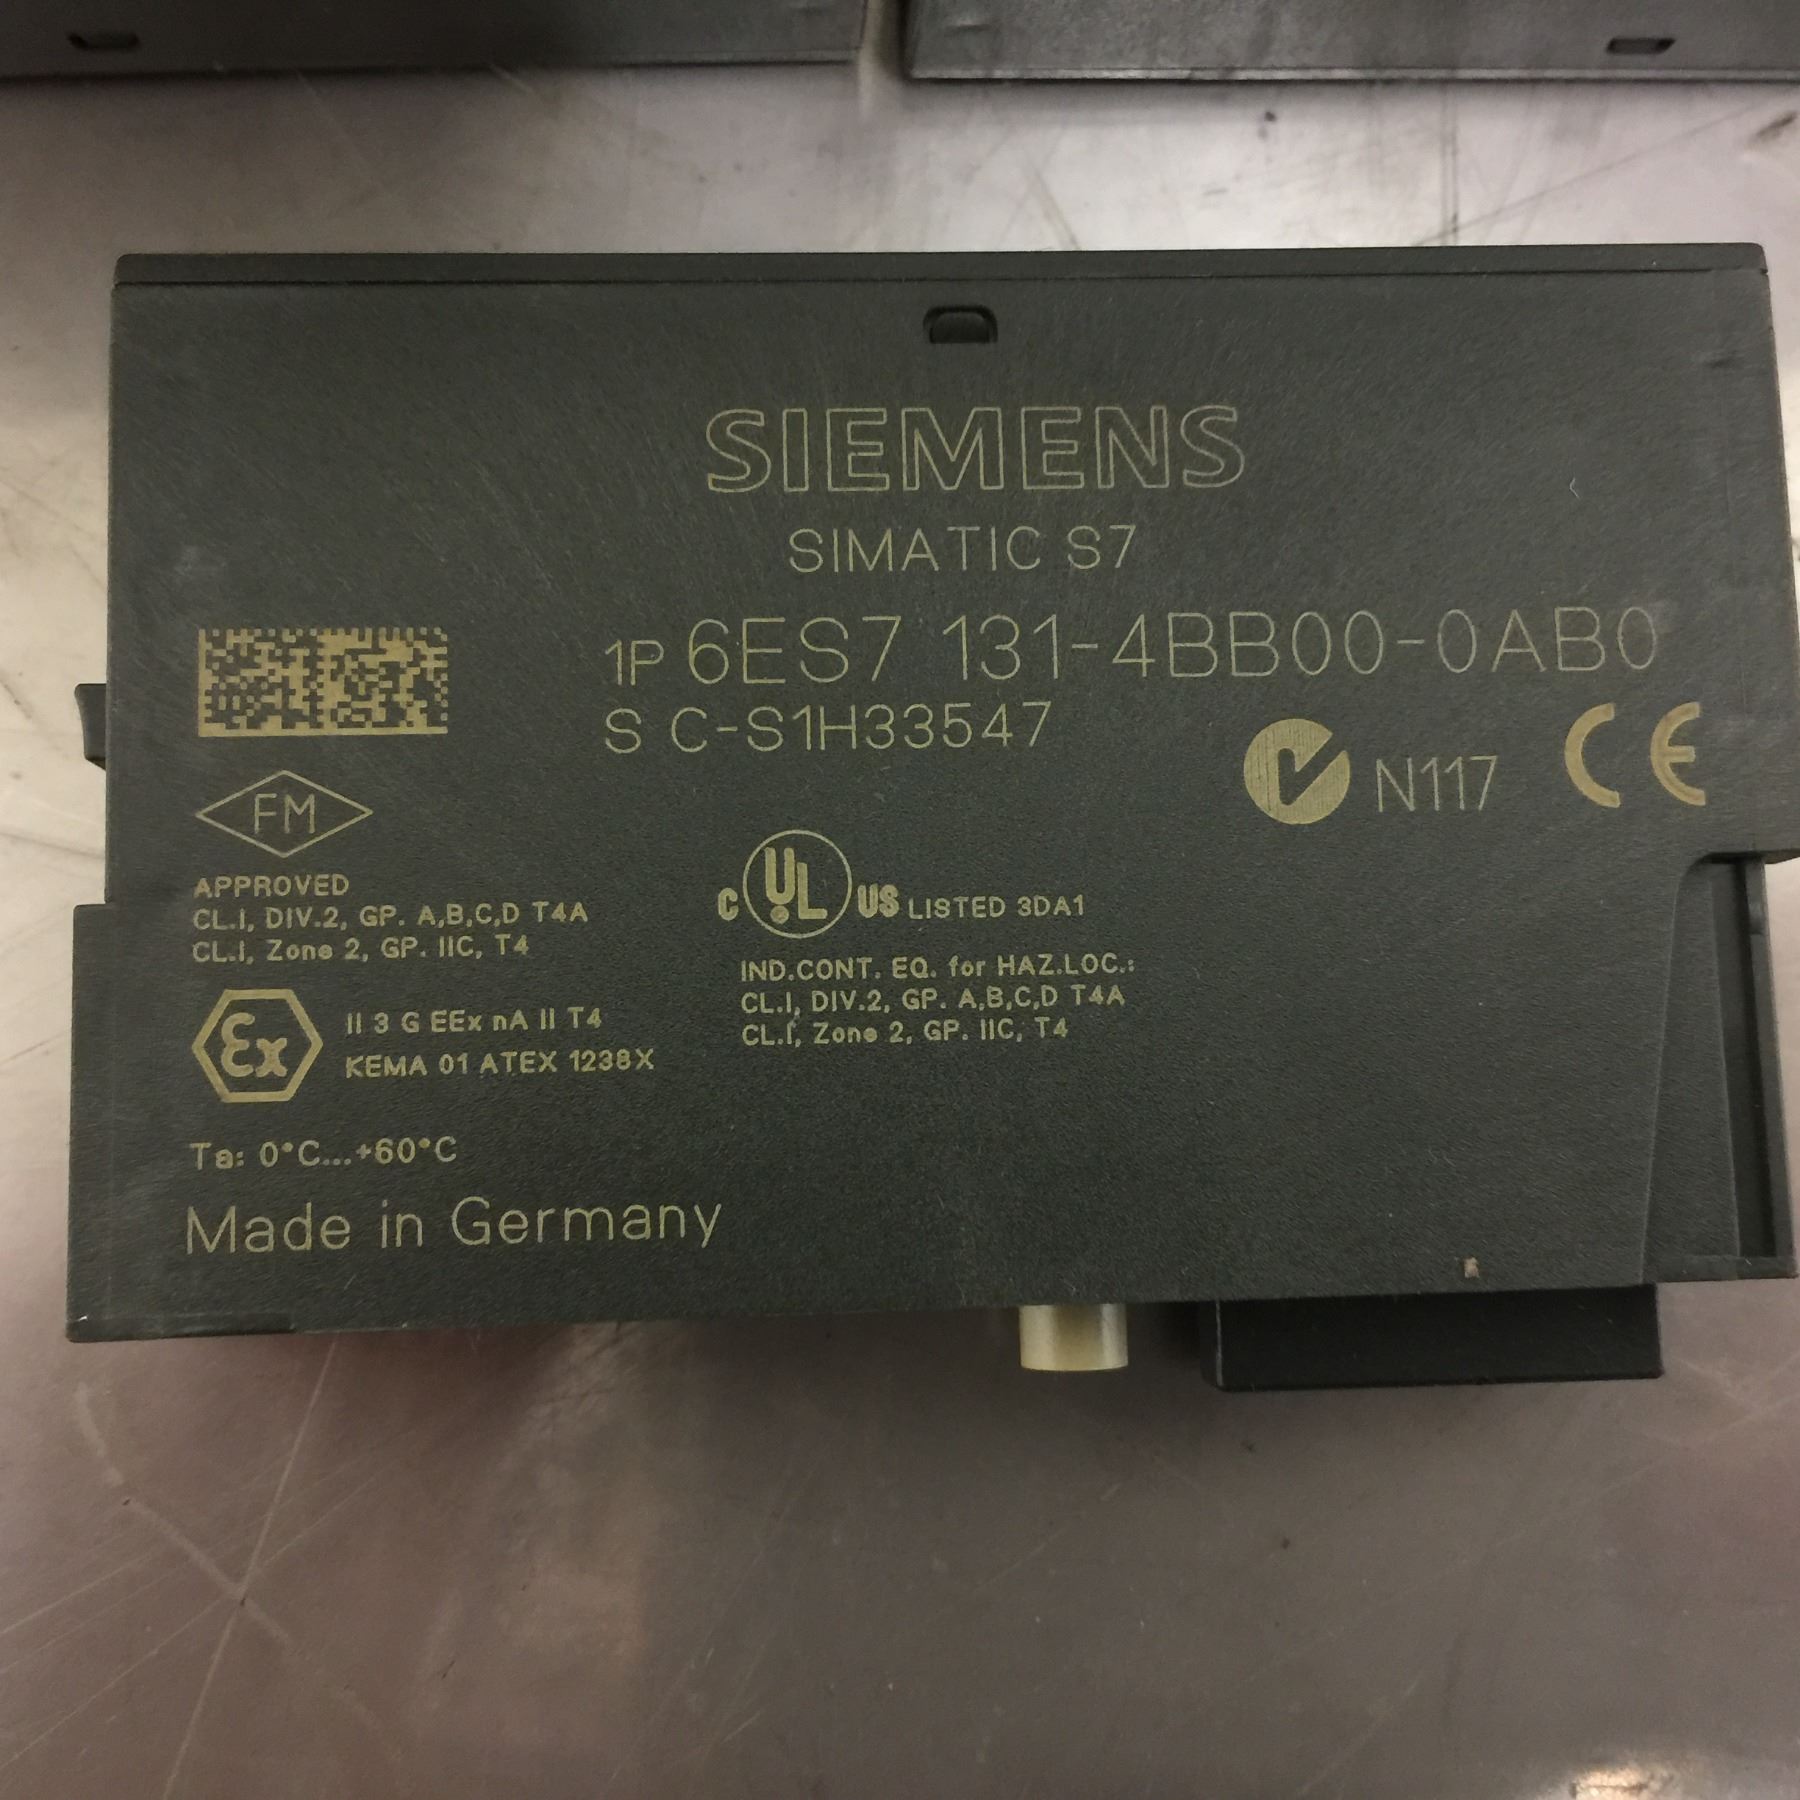 SIEMENS
SIMATIC S7
1P 6ES7 131-4BB00-0AB0
S C-S1H33547
N117 CE
FM
APPROVED
CL.I, DIV.2, GP. A,B,C,D T4A
CL.I, Zone 2, GP. IIC, T4
C UL US LISTED 3DA1
IND.CONT. EQ. for HAZ.LOC.:
CL.I, DIV.2, GP. A,B,C,D T4A
CL.I, Zone 2, GP. IIC, T4
Ex II 3 G EEx nA II T4
KEMA 01 ATEX 1238X
Ta: 0°C...+60°C
Made in Germany